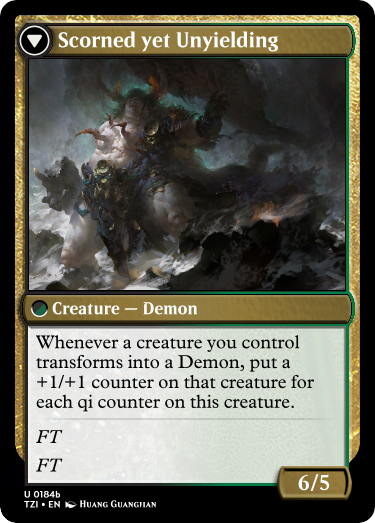 Scorned yet Unyielding
Creature — Demon
Whenever a creature you control
transforms into a Demon, put a
+1/+1 counter on that creature for
each qi counter on this creature.
FT
FT
6/5
U 0184b
TZI • EN Huang Guangjian